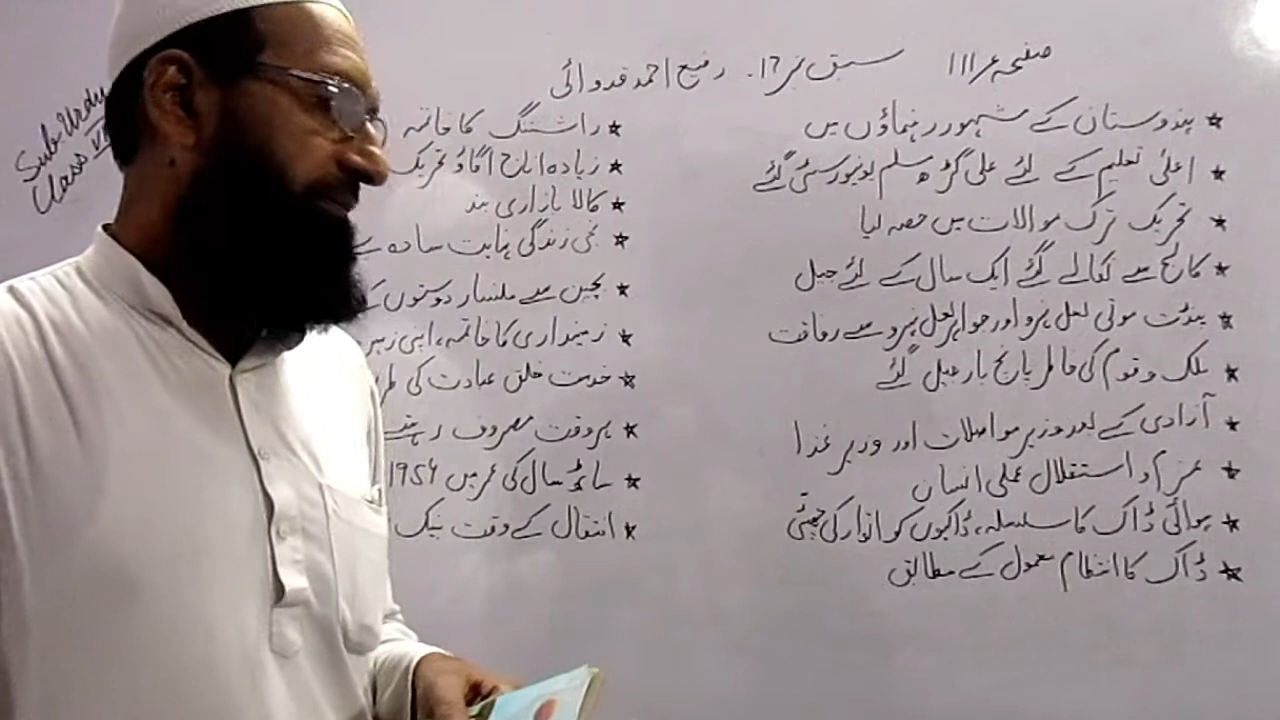 صفحہ ۱۱۱ سبق نمبر 17. رفیع احمد قدوائی
Sub: Urdu
Class VI
★ ہندوستان کے مشہور رہنماؤں میں
★ اعلیٰ تعلیم کے لئے علی گڑھ مسلم یونیورسٹی گئے
★ تحریک ترک موالات میں حصہ لیا
★ کالج سے نکالے گئے ایک سال کے لئے جیل
★ پنڈت موتی لعل نہرو اور جواہر لعل نہرو سے رفاقت
★ ملک و قوم کی خاطر پانچ بار جیل گئے
★ آزادی کے بعد وزیر مواصلات اور وزیر غذا
★ عزم و استقلال عملی انسان
★ ہوائی ڈاک کا سلسلہ، ڈاکیوں کو اتوار کی چھٹی
★ ڈاک کا انتظام معمول کے مطابق
★ راشننگ کا خاتمہ
★ زیادہ اناج اگاؤ تحریک
★ کالا بازاری بند
★ نجی زندگی نہایت سادہ
★ بچپن سے ملنسار دوستوں
★ زمینداری کا خاتمہ، اپنی
★ خدمت خلق عبادت کی
★ ہر وقت مصروف رہتے
★ ساٹھ سال کی عمر میں 1954
★ انتقال کے وقت بینک